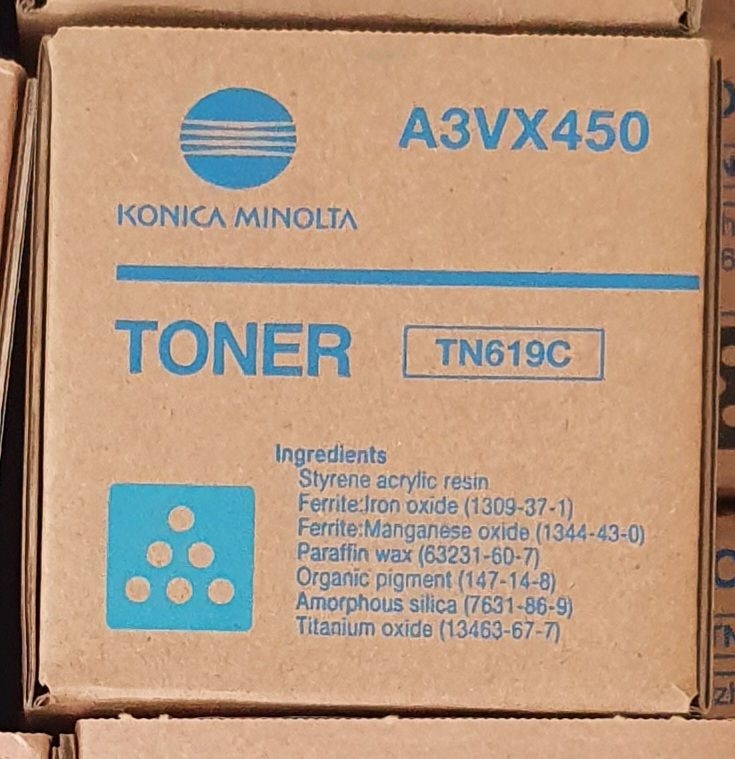 A3VX450
KONICA MINOLTA
TONER
TN619C
Ingredients
Styrene acrylic resin
Ferrite:Iron oxide (1309-37-1)
Ferrite:Manganese oxide (1344-43-0)
Paraffin wax (63231-60-7)
Organic pigment (147-14-8)
Amorphous silica (7631-86-9)
Titanium oxide (13463-67-7)